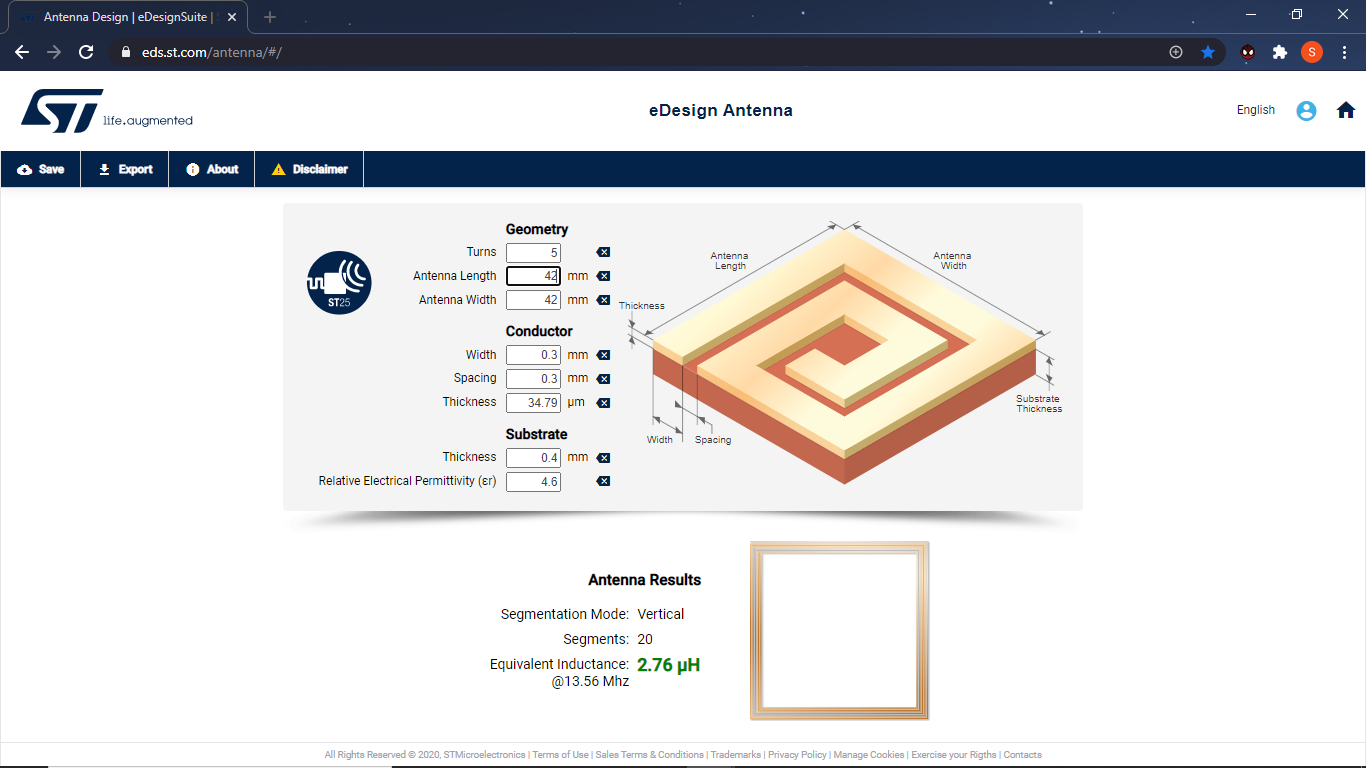 Antenna Design | eDesignSuite |
eds.st.com/antenna/#/
S
ST life.augmented
eDesign Antenna
English
Save
Export
About
Disclaimer
Geometry
Turns 5
Antenna Length 42 mm
Antenna Width 42 mm
Conductor
Width 0.3 mm
Spacing 0.3 mm
Thickness 34.79 µm
Substrate
Thickness 0.4 mm
Relative Electrical Permittivity (εr) 4.6
ST25
Antenna
Length
Antenna
Width
Thickness
Width
Spacing
Substrate
Thickness
Antenna Results
Segmentation Mode: Vertical
Segments: 20
Equivalent Inductance: 2.76 µH
@13.56 Mhz
All Rights Reserved © 2020, STMicroelectronics | Terms of Use | Sales Terms & Conditions | Trademarks | Privacy Policy | Manage Cookies | Exercise your Rigths | Contacts